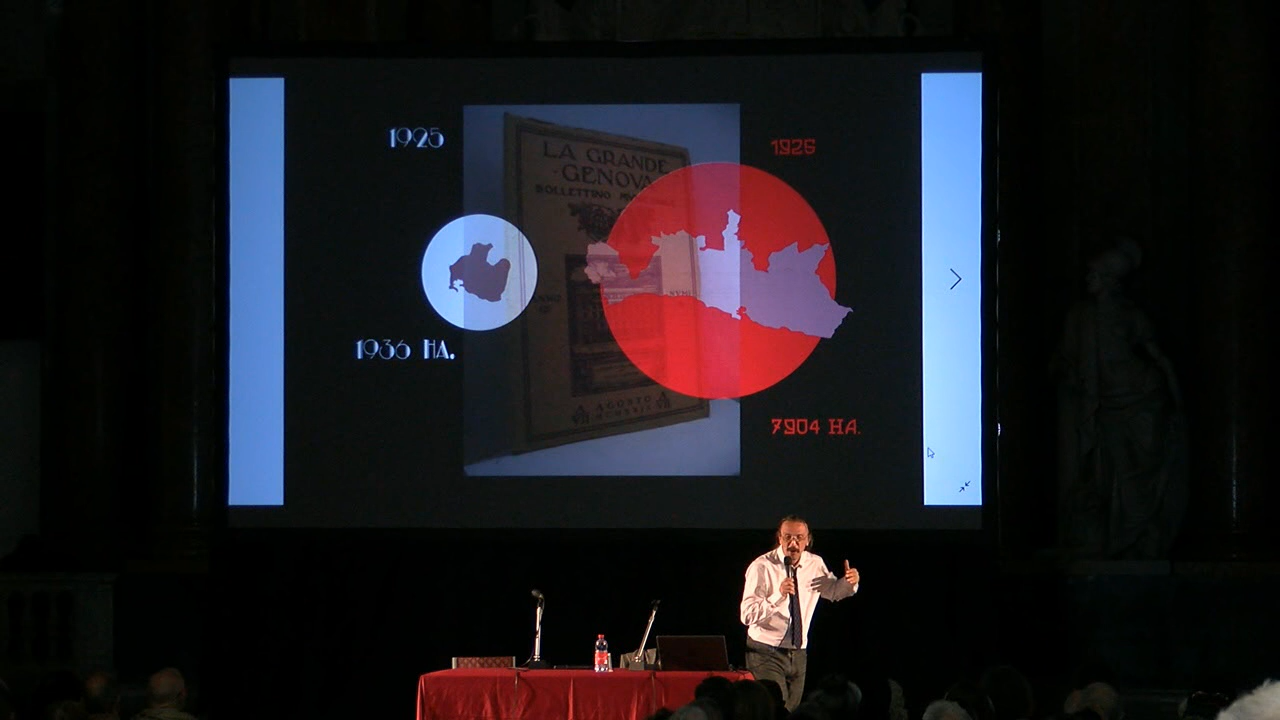 1925
1926
LA GRANDE
GENOVA
BOLLETTINO
1936 HA.
AGOSTO
7904 HA.